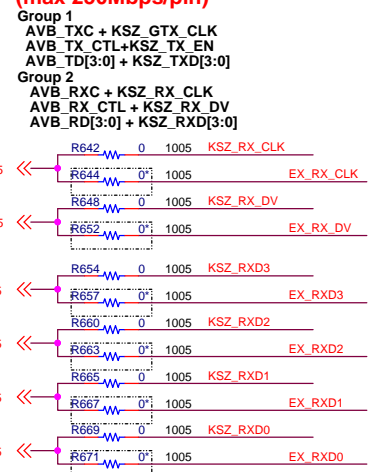 (max 250Mbps/pin)
Group 1
AVB_TXC + KSZ_GTX_CLK
AVB_TX_CTL+KSZ_TX_EN
AVB_TD[3:0] + KSZ_TXD[3:0]
Group 2
AVB_RXC + KSZ_RX_CLK
AVB_RX_CTL + KSZ_RX_DV
AVB_RD[3:0] + KSZ_RXD[3:0]
R642 0 1005 KSZ_RX_CLK
R644 0* 1005 EX_RX_CLK
R648 0 1005 KSZ_RX_DV
R652 0* 1005 EX_RX_DV
R654 0 1005 KSZ_RXD3
R657 0* 1005 EX_RXD3
R660 0 1005 KSZ_RXD2
R663 0* 1005 EX_RXD2
R665 0 1005 KSZ_RXD1
R667 0* 1005 EX_RXD1
R669 0 1005 KSZ_RXD0
R671 0* 1005 EX_RXD0